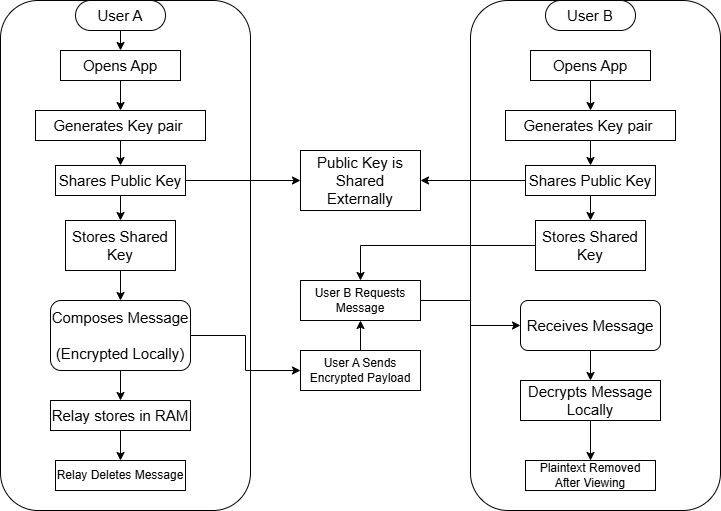 User A
Opens App
Generates Key pair
Shares Public Key
Stores Shared
Key
Composes Message
(Encrypted Locally)
Relay stores in RAM
Relay Deletes Message
Public Key is
Shared
Externally
User B Requests
Message
User A Sends
Encrypted Payload
User B
Opens App
Generates Key pair
Shares Public Key
Stores Shared
Key
Receives Message
Decrypts Message
Locally
Plaintext Removed
After Viewing